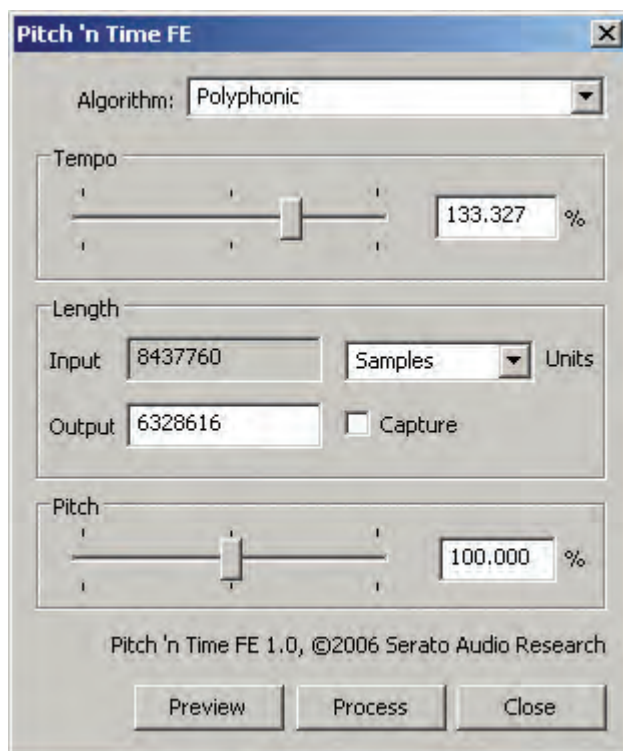 Pitch 'n Time FE
Algorithm: Polyphonic
Tempo
133.327 %
Length
Input 8437760 Samples Units
Output 6328616 Capture
Pitch
100.000 %
Pitch 'n Time FE 1.0, ©2006 Serato Audio Research
Preview Process Close